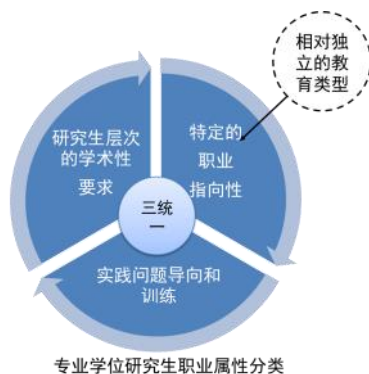 相对独
立的教
育类型
研究生层次
的学术性
要求
特定的
职业
指向性
三统
一
实践问题导向和
训练
专业学位研究生职业属性分类